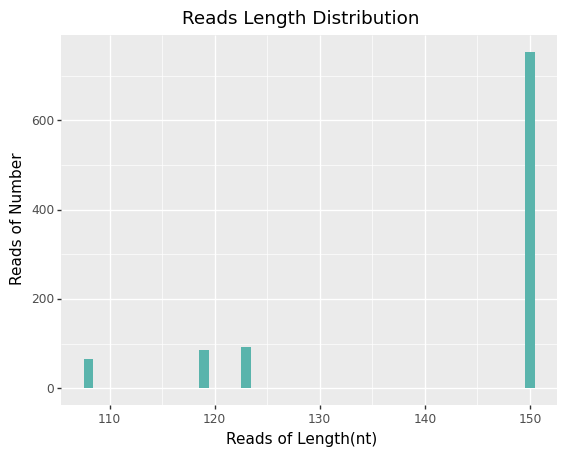 Reads Length Distribution
Reads of Number
600
400
200
0
110 120 130 140 150
Reads of Length(nt)